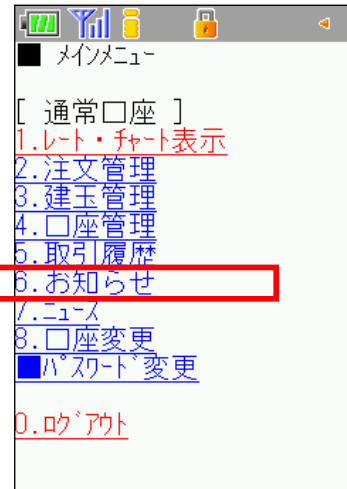 ■ ﾒｲﾝﾒﾆｭｰ
[ 通常口座 ]
1.ﾚｰﾄ・ﾁｬｰﾄ表示
2.注文管理
3.建玉管理
4.口座管理
5.取引履歴
6.お知らせ
7.ﾆｭｰｽ
8.口座変更
■ﾊﾟｽﾜｰﾄﾞ変更
0.ﾛｸﾞｱｳﾄ